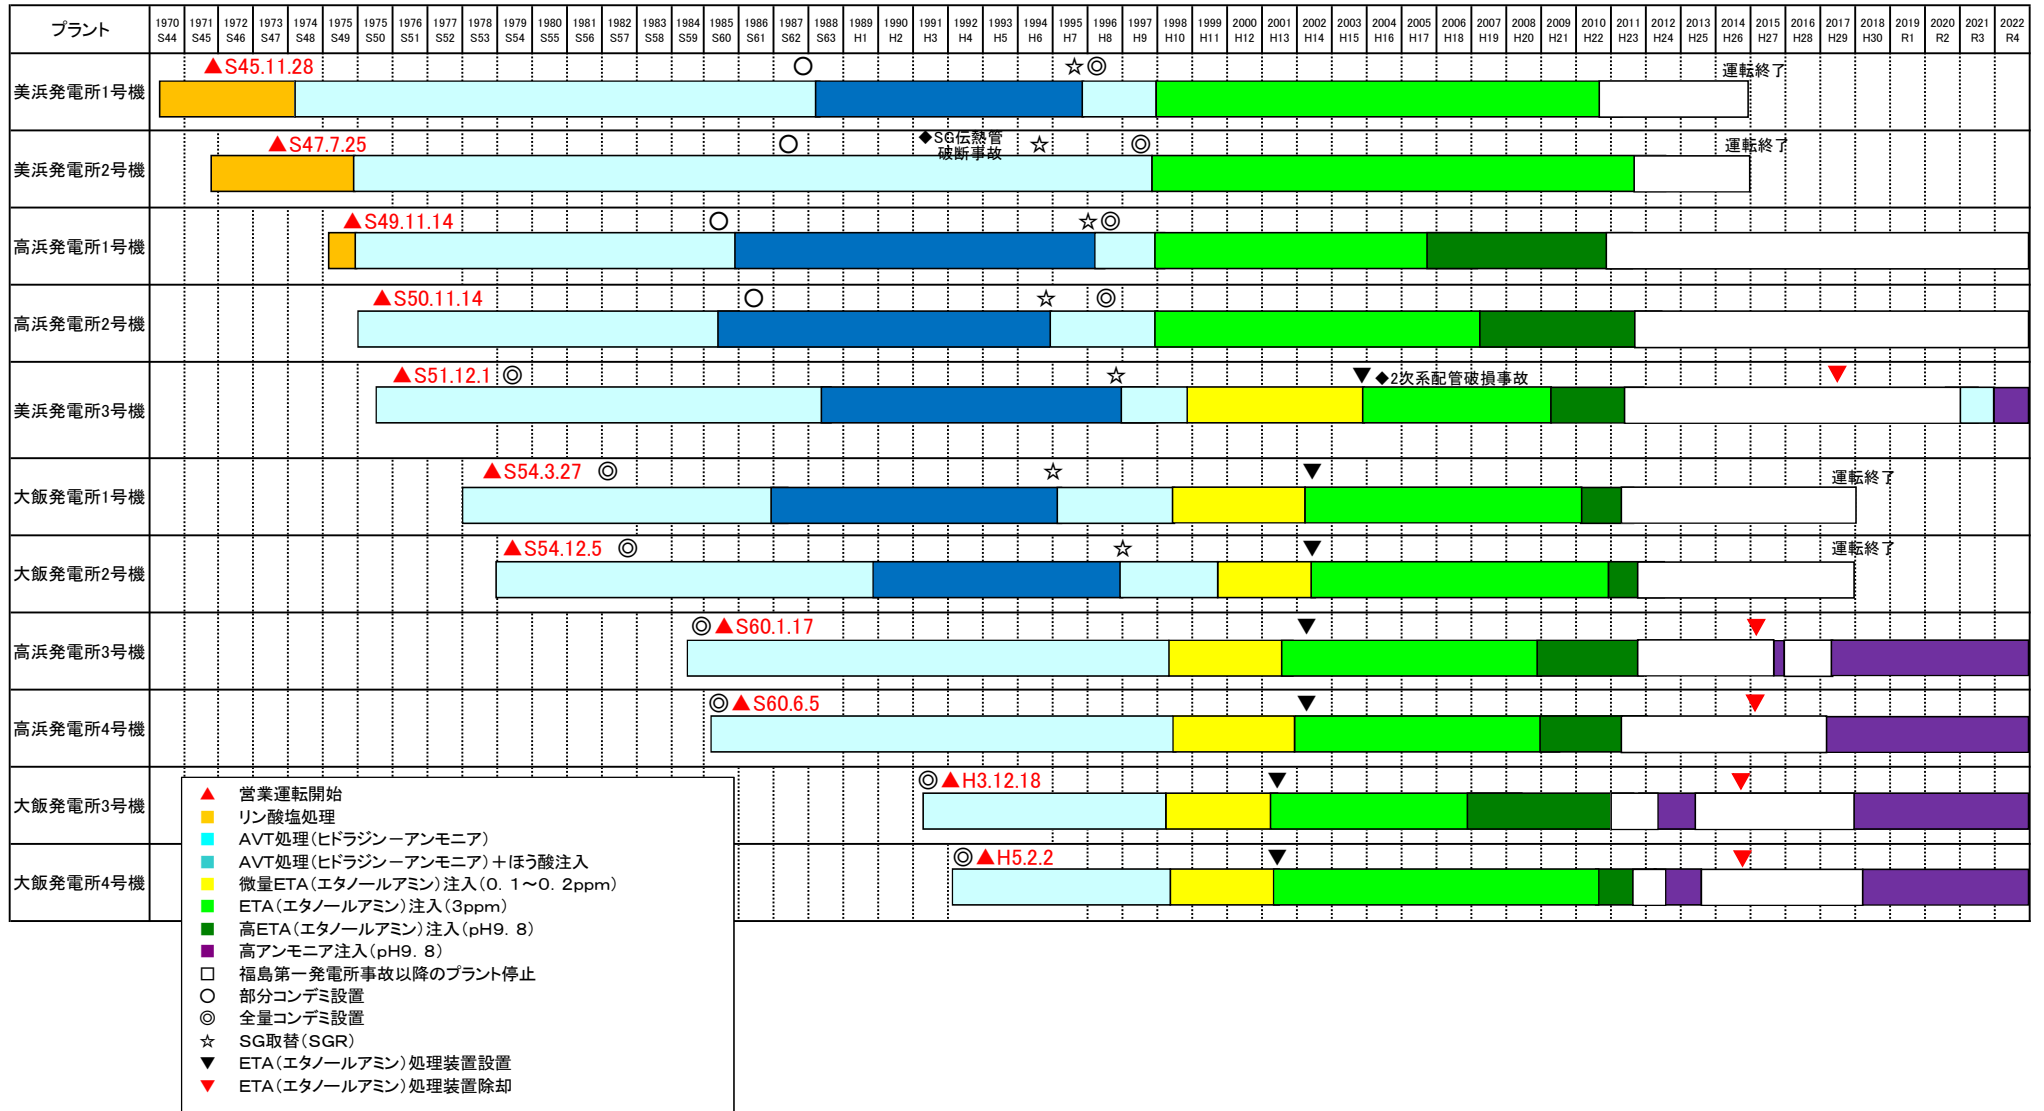 プラント 1970 1971 1972 1973 1974 1975 1975 1976 1977 1978 1979 1980 1981 1982 1983 1984 1985 1986 1987 1988 1989 1990 1991 1992 1993 1994 1995 1996 1997 1998 1999 2000 2001 2002 2003 2004 2005 2006 2007 2008 2009 2010 2011 2012 2013 2014 2015 2016 2017 2018 2019 2020 2021 2022
S44 S45 S46 S47 S48 S49 S50 S51 S52 S53 S54 S55 S56 S57 S58 S59 S60 S61 S62 S63 H1 H2 H3 H4 H5 H6 H7 H8 H9 H10 H11 H12 H13 H14 H15 H16 H17 H18 H19 H20 H21 H22 H23 H24 H25 H26 H27 H28 H29 H30 R1 R2 R3 R4
美浜発電所1号機 ▲S45.11.28 ○ ☆◎ 運転終了
美浜発電所2号機 ▲S47.7.25 ○ ◆SG伝熱管 ☆ ◎ 運転終了
破断事故
高浜発電所1号機 ▲S49.11.14 ○ ☆◎
高浜発電所2号機 ▲S50.11.14 ○ ☆ ◎
美浜発電所3号機 ▲S51.12.1 ◎ ☆ ▼ ◆2次系配管破損事故 ▼
大飯発電所1号機 ▲S54.3.27 ◎ ☆ ▼ 運転終了
大飯発電所2号機 ▲S54.12.5 ◎ ☆ ▼ 運転終了
高浜発電所3号機 ◎▲S60.1.17 ▼ ▼
高浜発電所4号機 ◎▲S60.6.5 ▼ ▼
大飯発電所3号機 ◎▲H3.12.18 ▼ ▼
大飯発電所4号機 ◎▲H5.2.2 ▼ ▼
▲ 営業運転開始
■ リン酸塩処理
■ AVT処理(ヒドラジン－アンモニア)
■ AVT処理(ヒドラジン－アンモニア)＋ほう酸注入
■ 微量ETA(エタノールアミン)注入(0.1～0.2ppm)
■ ETA(エタノールアミン)注入(3ppm)
■ 高ETA(エタノールアミン)注入(pH9.8)
■ 高アンモニア注入(pH9.8)
□ 福島第一発電所事故以降のプラント停止
○ 部分コンデミ設置
◎ 全量コンデミ設置
☆ SG取替(SGR)
▼ ETA(エタノールアミン)処理装置設置
▼ ETA(エタノールアミン)処理装置除却